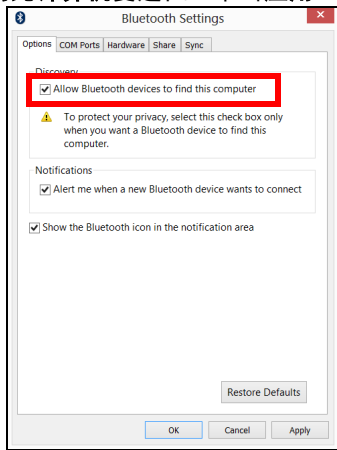 Bluetooth Settings
Options COM Ports Hardware Share Sync
Discovery
Allow Bluetooth devices to find this computer
To protect your privacy, select this check box only
when you want a Bluetooth device to find this
computer.
Notifications
Alert me when a new Bluetooth device wants to connect
Show the Bluetooth icon in the notification area
Restore Defaults
OK Cancel Apply